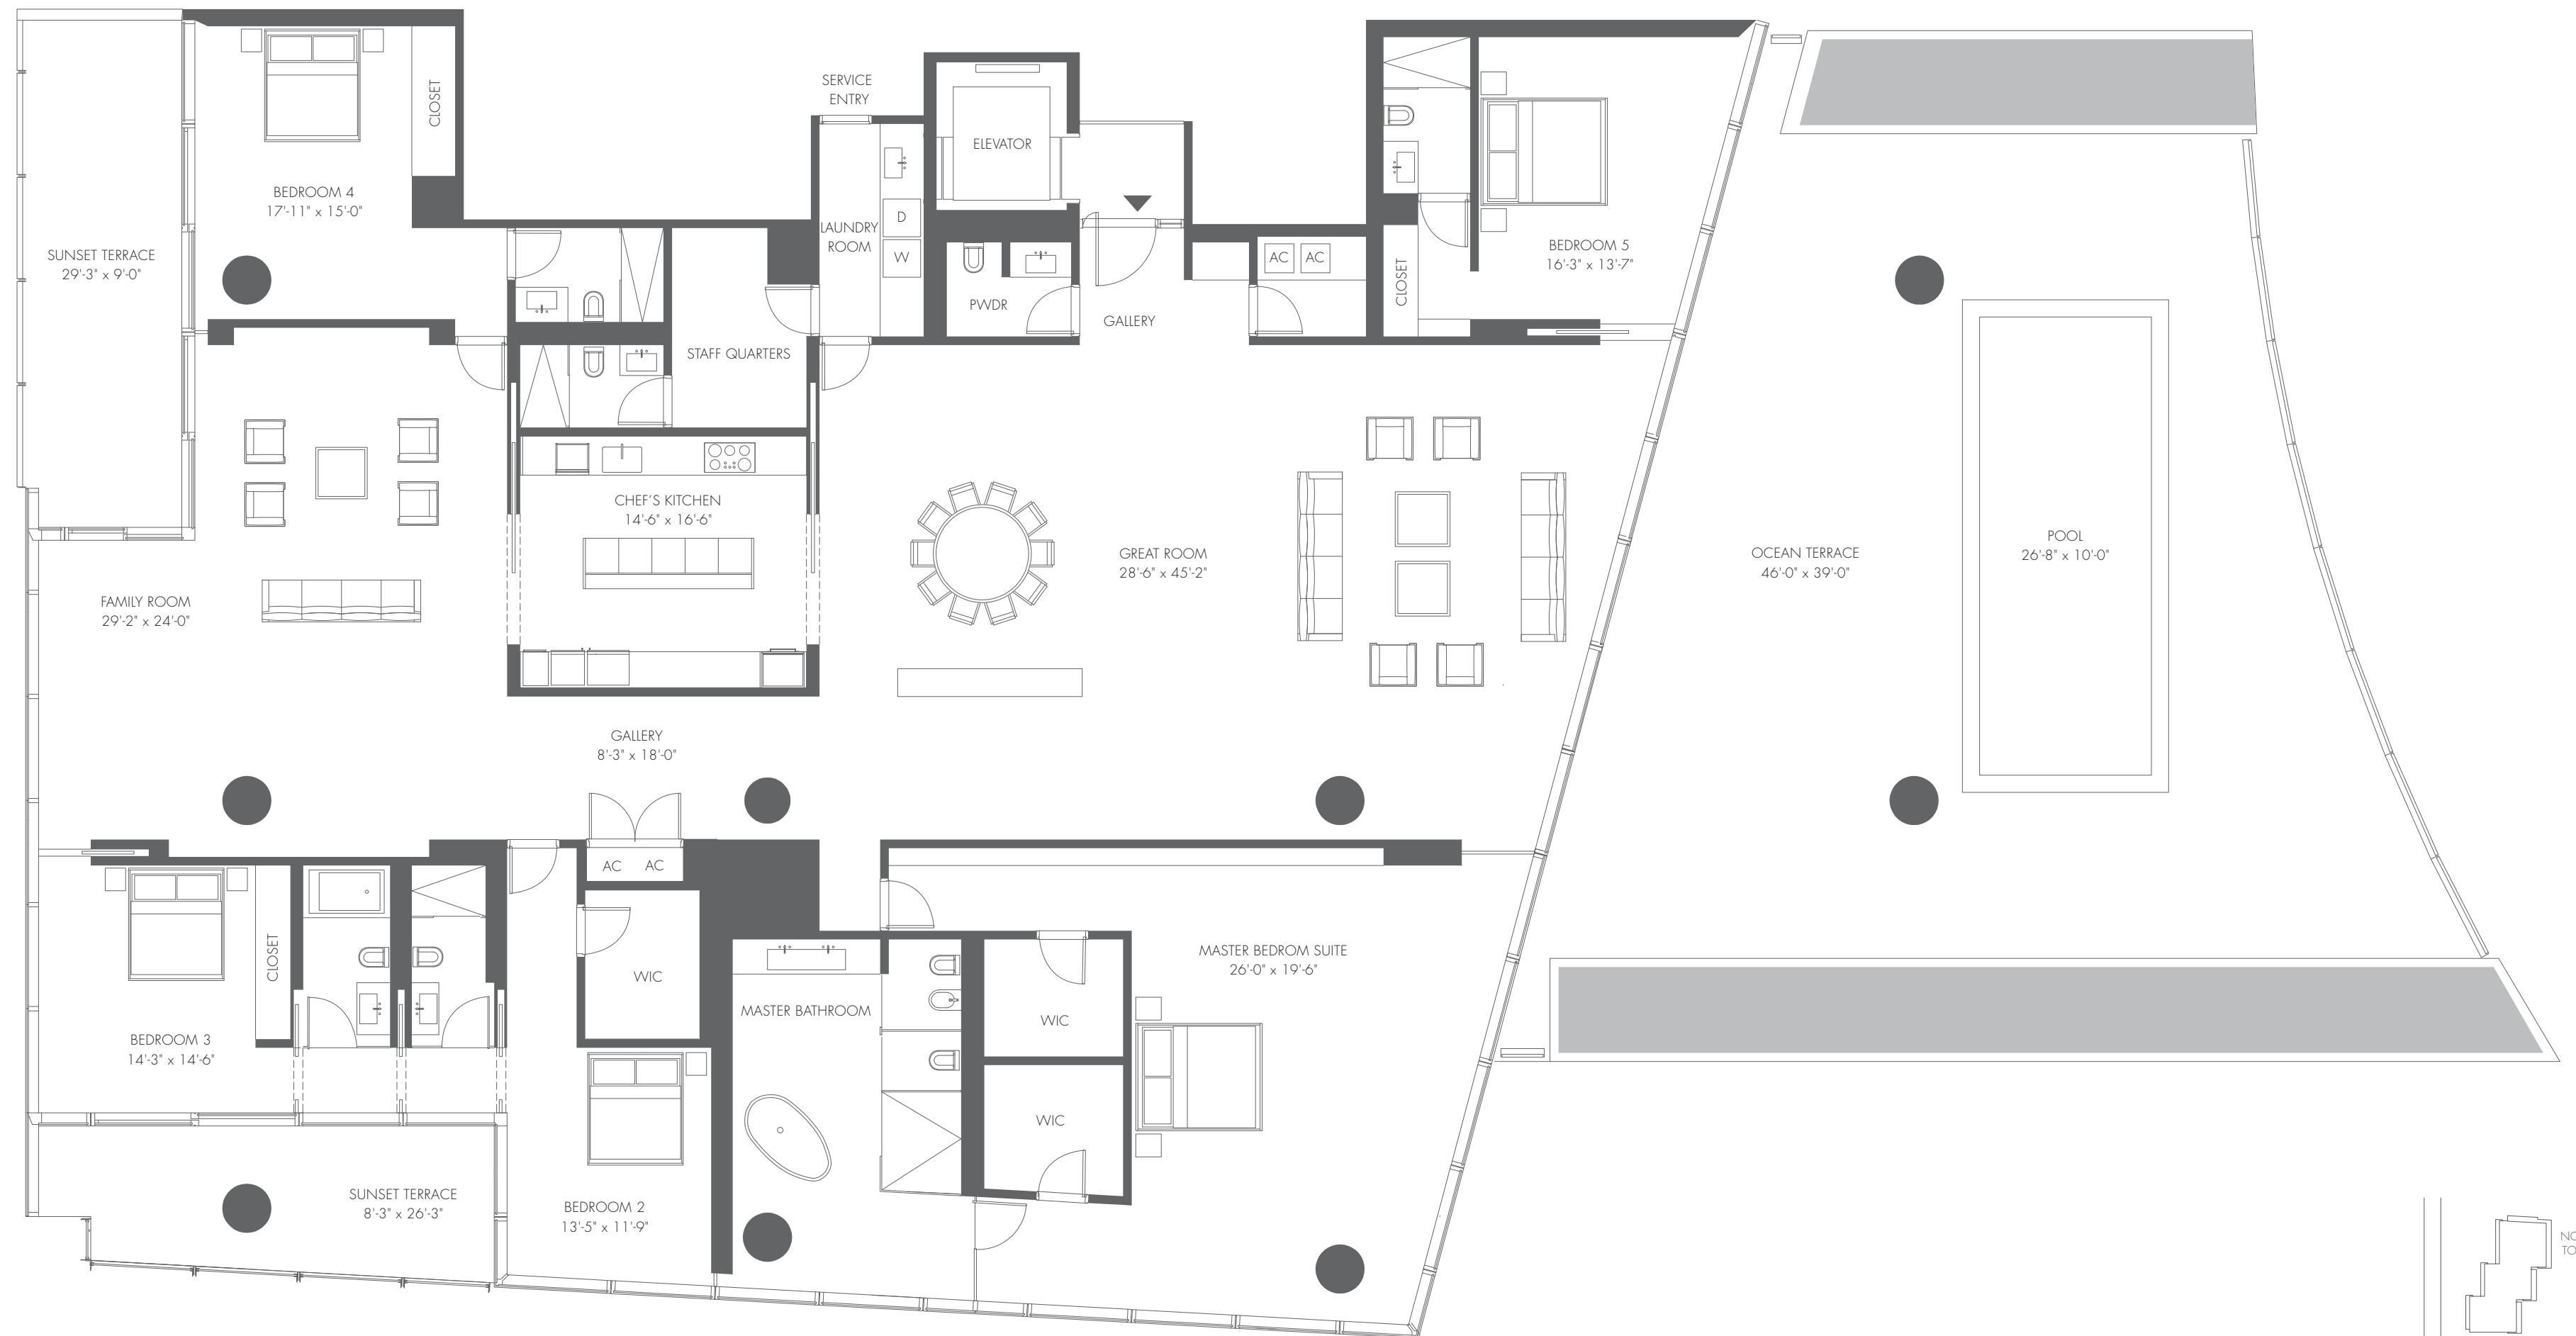 SUNSET TERRACE
29'-3" x 9'-0"
BEDROOM 4
17'-11" x 15'-0"
CLOSET
SERVICE
ENTRY
LAUNDRY
ROOM
D
W
ELEVATOR
PWDR
GALLERY
AC AC
CLOSET
BEDROOM 5
16'-3" x 13'-7"
STAFF QUARTERS
CHEF'S KITCHEN
14'-6" x 16'-6"
FAMILY ROOM
29'-2" x 24'-0"
GREAT ROOM
28'-6" x 45'-2"
OCEAN TERRACE
46'-0" x 39'-0"
POOL
26'-8" x 10'-0"
GALLERY
8'-3" x 18'-0"
AC AC
CLOSET
BEDROOM 3
14'-3" x 14'-6"
WIC
MASTER BATHROOM
WIC
WIC
MASTER BEDROM SUITE
26'-0" x 19'-6"
SUNSET TERRACE
8'-3" x 26'-3"
BEDROOM 2
13'-5" x 11'-9"